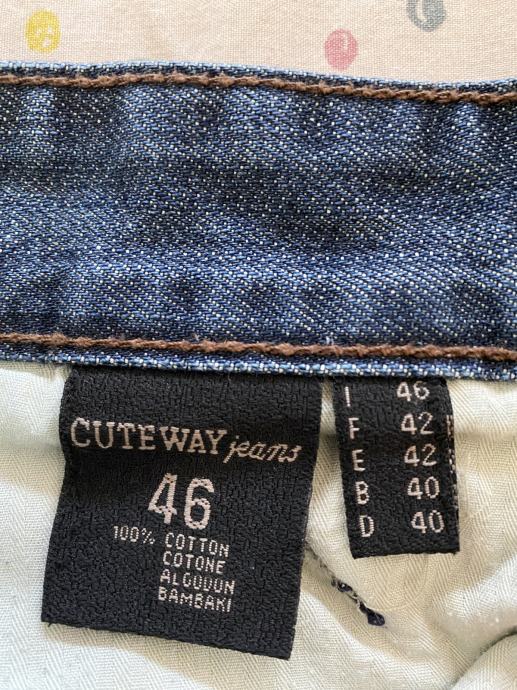 CUTEWAY jeans
46
100% COTTON
COTONE
ALGODON
BAMBAKI
I 46
F 42
E 42
B 40
D 40